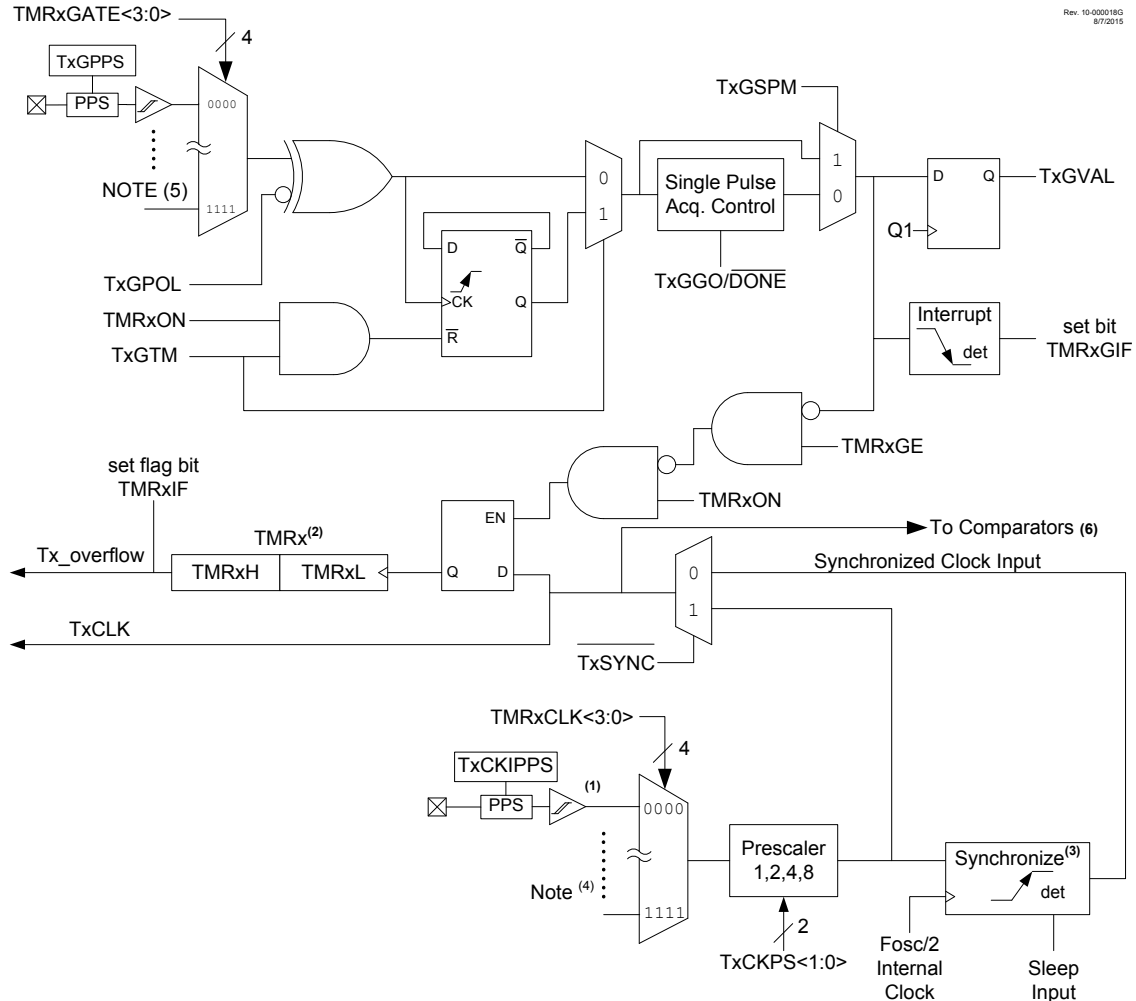 Rev. 10-000018G
8/7/2015
TMRxGATE<3:0>
4
TxGPPS
PPS
0000
NOTE (5)
1111
TxGPOL
TMRxON
TxGTM
D
Q
CK
Q
R
0
1
TxGSPM
Single Pulse
Acq. Control
TxGGO/DONE
1
0
D
Q
Q1
TxGVAL
Interrupt
det
set bit
TMRxGIF
TMRxGE
TMRxON
set flag bit
TMRxIF
Tx_overflow
TMRx(2)
TMRxH
TMRxL
EN
Q
D
TxCLK
To Comparators (6)
Synchronized Clock Input
0
1
TxSYNC
TMRxCLK<3:0>
4
TxCKIPPS
PPS
(1)
0000
Note (4)
1111
Prescaler
1,2,4,8
2
TxCKPS<1:0>
Synchronize(3)
det
Fosc/2
Internal
Clock
Sleep
Input